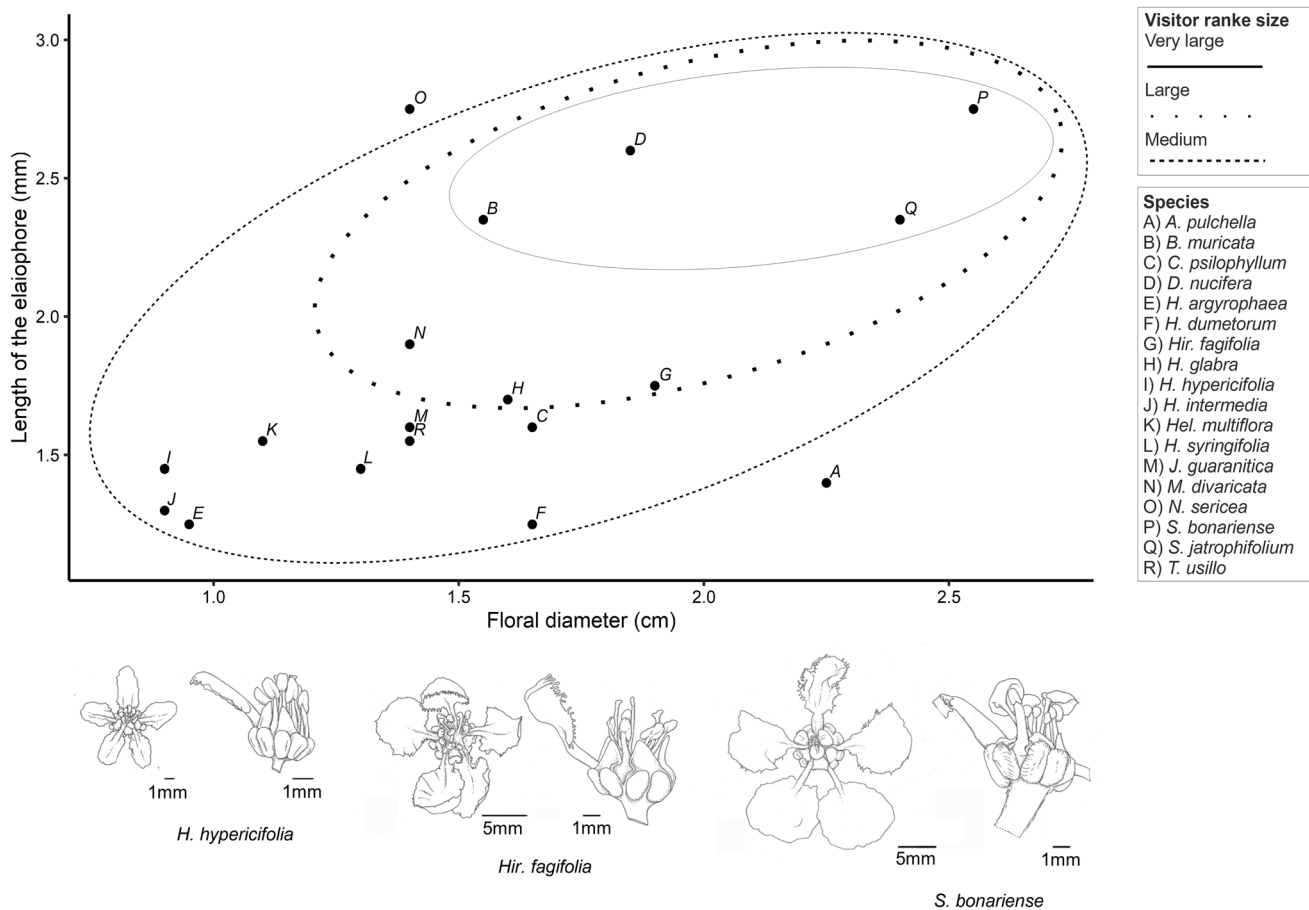 3.0
2.5
2.0
1.5
Length of the elaiophore (mm)
O
P
D
B
Q
N
G
H
M
C
R
K
I
L
A
J
E
F
1.0
1.5
2.0
2.5
Floral diameter (cm)
Visitor ranke size
Very large
Large
Medium
Species
A) A. pulchella
B) B. muricata
C) C. psilophyllum
D) D. nucifera
E) H. argyrophaea
F) H. dumetorum
G) Hir. fagifolia
H) H. glabra
I) H. hypericifolia
J) H. intermedia
K) Hel. multiflora
L) H. syringifolia
M) J. guaranitica
N) M. divaricata
O) N. sericea
P) S. bonariense
Q) S. jatrophifolium
R) T. usillo
1mm
1mm
H. hypericifolia
5mm
1mm
Hir. fagifolia
5mm
1mm
S. bonariense